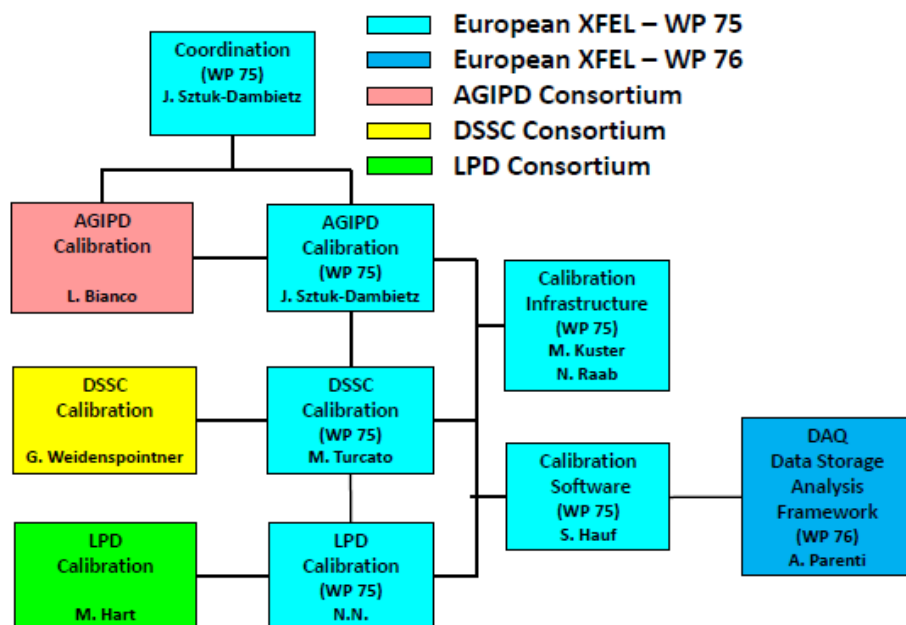 European XFEL – WP 75
European XFEL – WP 76
AGIPD Consortium
DSSC Consortium
LPD Consortium
Coordination
(WP 75)
J. Sztuk-Dambietz
AGIPD
Calibration
L. Bianco
AGIPD
Calibration
(WP 75)
J. Sztuk-Dambietz
Calibration
Infrastructure
(WP 75)
M. Kuster
N. Raab
DSSC
Calibration
G. Weidenspointner
DSSC
Calibration
(WP 75)
M. Turcato
Calibration
Software
(WP 75)
S. Hauf
DAQ
Data Storage
Analysis
Framework
(WP 76)
A. Parenti
LPD
Calibration
M. Hart
LPD
Calibration
(WP 75)
N.N.